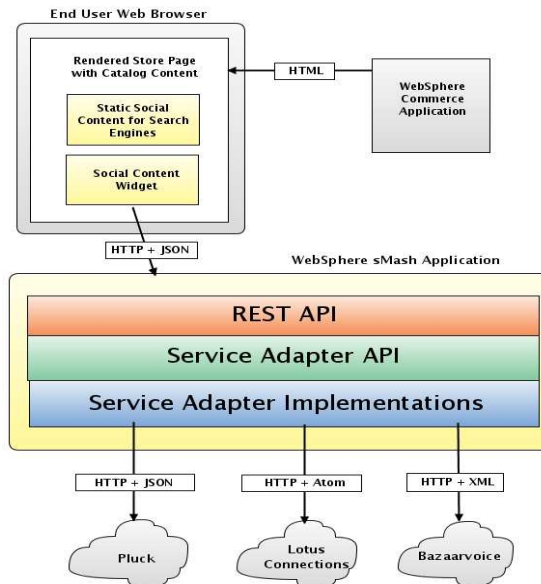 End User Web Browser
Rendered Store Page
with Catalog Content
HTML
WebSphere
Commerce
Application
Static Social
Content for Search
Engines
Social Content
Widget
HTTP + JSON
WebSphere sMash Application
REST API
Service Adapter API
Service Adapter Implementations
HTTP + JSON
HTTP + Atom
HTTP + XML
Pluck
Lotus
Connections
Bazaarvoice